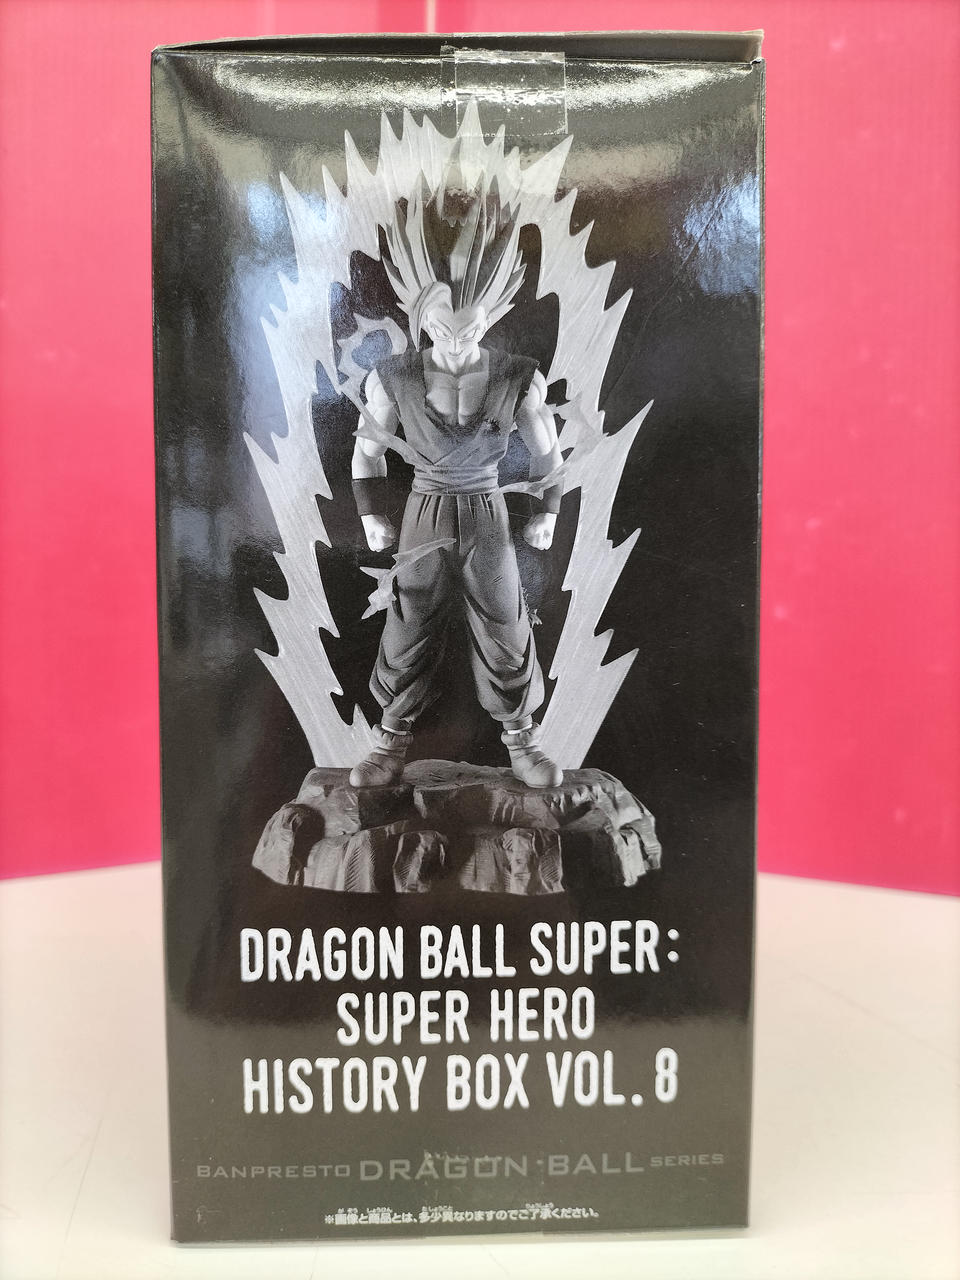 DRAGON BALL SUPER:
SUPER HERO
HISTORY BOX VOL. 8
BANPRESTO DRAGON BALL SERIES
※画像と商品とは、多少異なりますのでご了承ください。